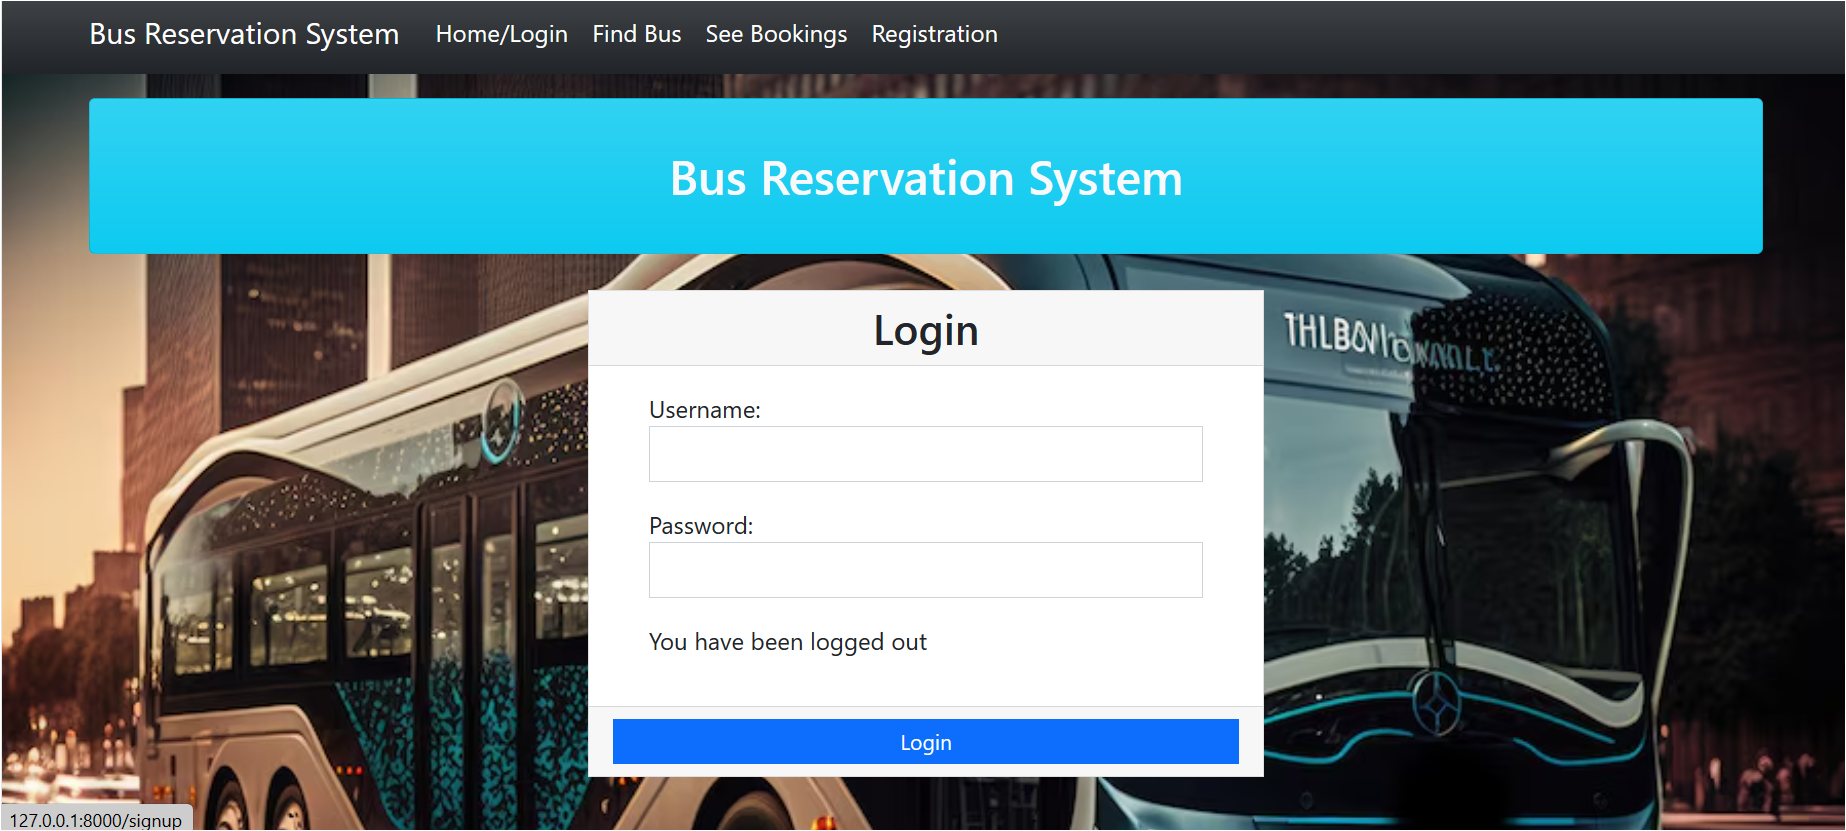 Bus Reservation System Home/Login Find Bus See Bookings Registration
Bus Reservation System
Login
Username:
Password:
You have been logged out
Login
127.0.0.1:8000/signup